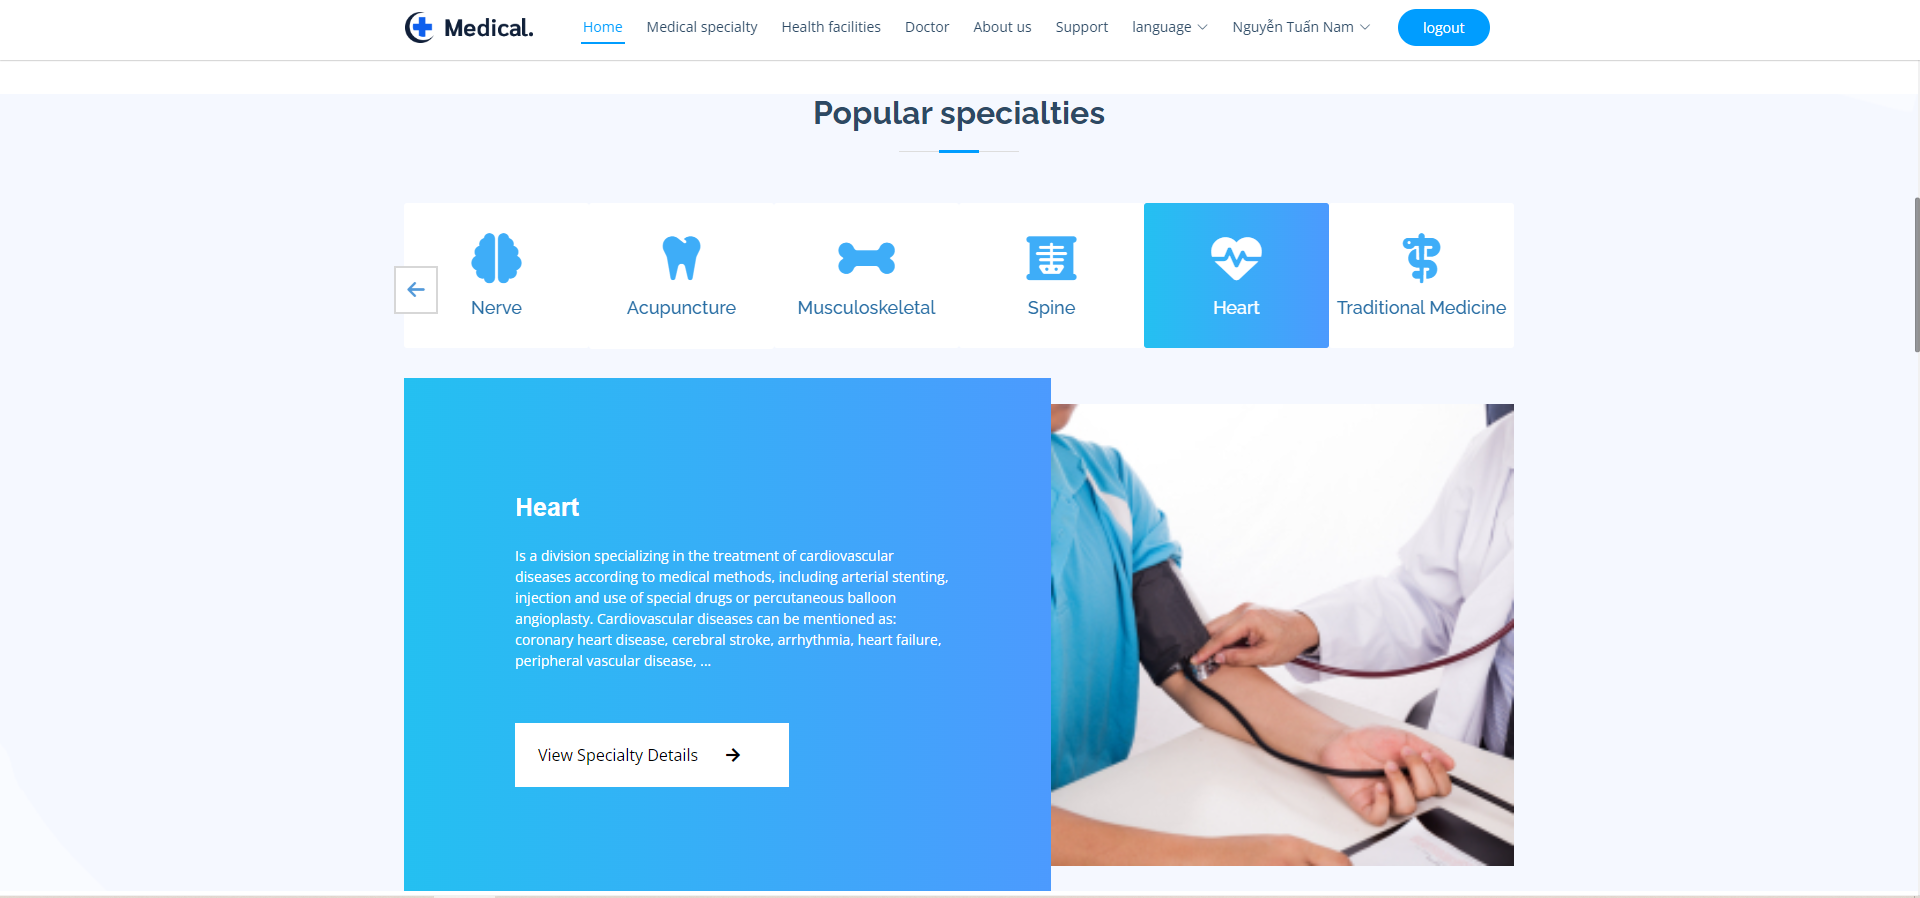 Medical.
Home
Medical specialty
Health facilities
Doctor
About us
Support
language
Nguyễn Tuấn Nam
logout
Popular specialties
Nerve
Acupuncture
Musculoskeletal
Spine
Heart
Traditional Medicine
Heart
Is a division specializing in the treatment of cardiovascular
diseases according to medical methods, including arterial stenting,
injection and use of special drugs or percutaneous balloon
angioplasty. Cardiovascular diseases can be mentioned as:
coronary heart disease, cerebral stroke, arrhythmia, heart failure,
peripheral vascular disease, ...
View Specialty Details